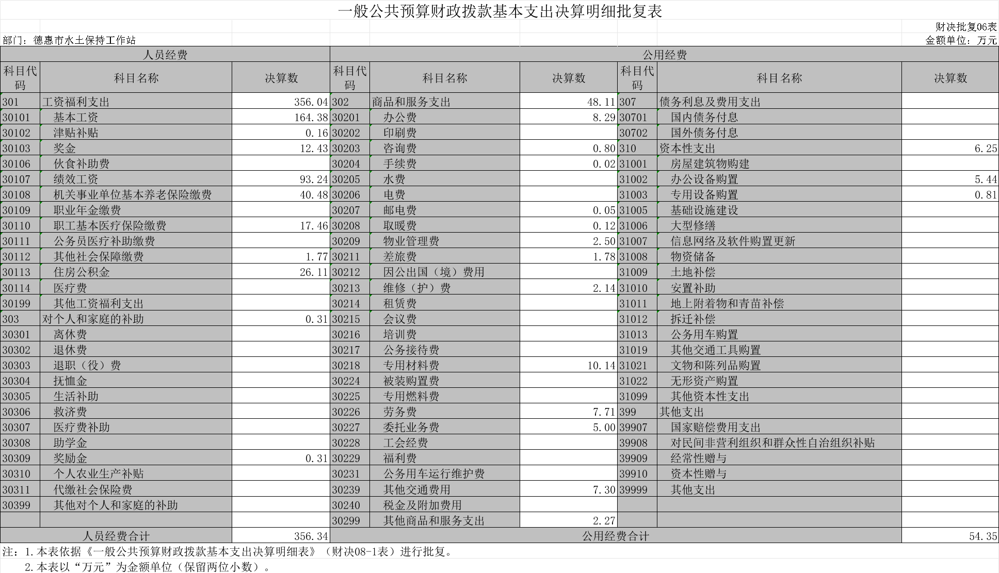 一般公共预算财政拨款基本支出决算明细批复表
财决批复06表
部门：德惠市水土保持工作站 金额单位：万元
人员经费 公用经费
科目代码 科目名称 决算数 科目代码 科目名称 决算数 科目代码 科目名称 决算数
301 工资福利支出 356.04 302 商品和服务支出 48.11 307 债务利息及费用支出
30101 基本工资 164.38 30201 办公费 8.29 30701 国内债务付息
30102 津贴补贴 0.16 30202 印刷费 30702 国外债务付息
30103 奖金 12.43 30203 咨询费 0.80 310 资本性支出 6.25
30106 伙食补助费 30204 手续费 0.02 31001 房屋建筑物购建
30107 绩效工资 93.24 30205 水费 31002 办公设备购置 5.44
30108 机关事业单位基本养老保险缴费 40.48 30206 电费 31003 专用设备购置 0.81
30109 职业年金缴费 30207 邮电费 0.05 31005 基础设施建设
30110 职工基本医疗保险缴费 17.46 30208 取暖费 0.12 31006 大型修缮
30111 公务员医疗补助缴费 30209 物业管理费 2.50 31007 信息网络及软件购置更新
30112 其他社会保障缴费 1.77 30211 差旅费 1.78 31008 物资储备
30113 住房公积金 26.11 30212 因公出国（境）费用 31009 土地补偿
30114 医疗费 30213 维修（护）费 2.14 31010 安置补助
30199 其他工资福利支出 30214 租赁费 31011 地上附着物和青苗补偿
303 对个人和家庭的补助 0.31 30215 会议费 31012 拆迁补偿
30301 离休费 30216 培训费 31013 公务用车购置
30302 退休费 30217 公务接待费 31019 其他交通工具购置
30303 退职（役）费 30218 专用材料费 10.14 31021 文物和陈列品购置
30304 抚恤金 30224 被装购置费 31022 无形资产购置
30305 生活补助 30225 专用燃料费 31099 其他资本性支出
30306 救济费 30226 劳务费 7.71 399 其他支出
30307 医疗费补助 30227 委托业务费 5.00 39907 国家赔偿费用支出
30308 助学金 30228 工会经费 39908 对民间非营利组织和群众性自治组织补贴
30309 奖励金 0.31 30229 福利费 39909 经常性赠与
30310 个人农业生产补贴 30231 公务用车运行维护费 39910 资本性赠与
30311 代缴社会保险费 30239 其他交通费用 7.30 39999 其他支出
30399 其他对个人和家庭的补助 30240 税金及附加费用
30299 其他商品和服务支出 2.27
人员经费合计 356.34 公用经费合计 54.35
注：1.本表依据《一般公共预算财政拨款基本支出决算明细表》（财决08-1表）进行批复。
2.本表以“万元”为金额单位（保留两位小数）。